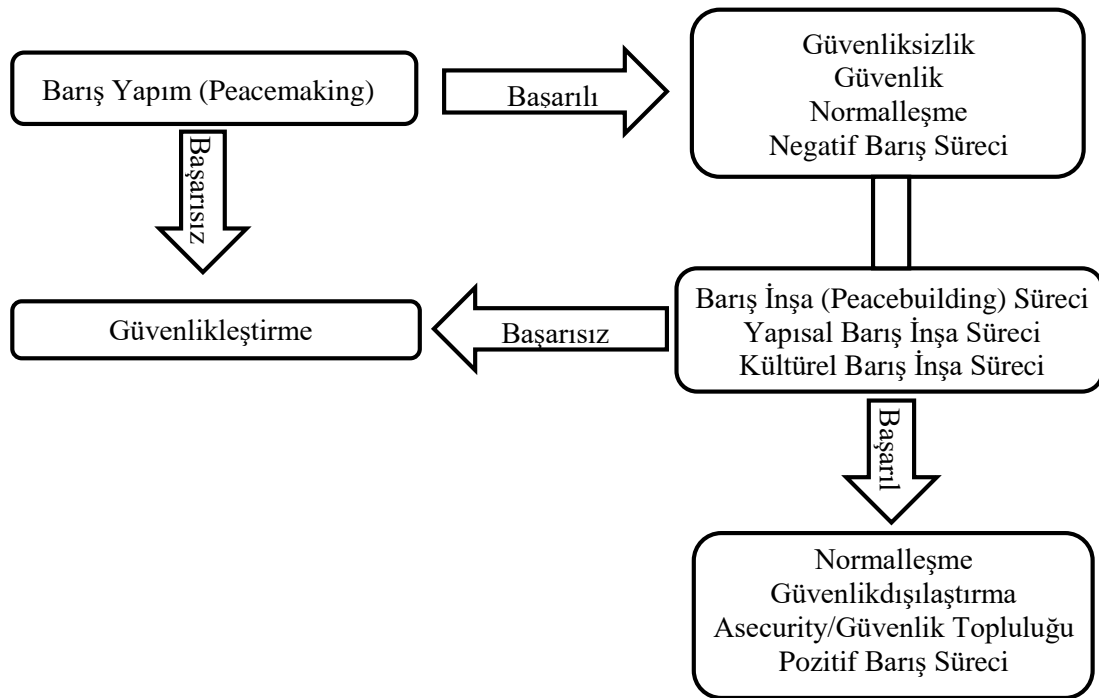 Barış Yapım (Peacemaking)
Başarılı
Güvenliksizlik
Güvenlik
Normalleşme
Negatif Barış Süreci
Başarısız
Güvenlikleştirme
Başarısız
Barış İnşa (Peacebuilding) Süreci
Yapısal Barış İnşa Süreci
Kültürel Barış İnşa Süreci
Başarıl
Normalleşme
Güvenlikdışılaştırma
Asecurity/Güvenlik Topluluğu
Pozitif Barış Süreci